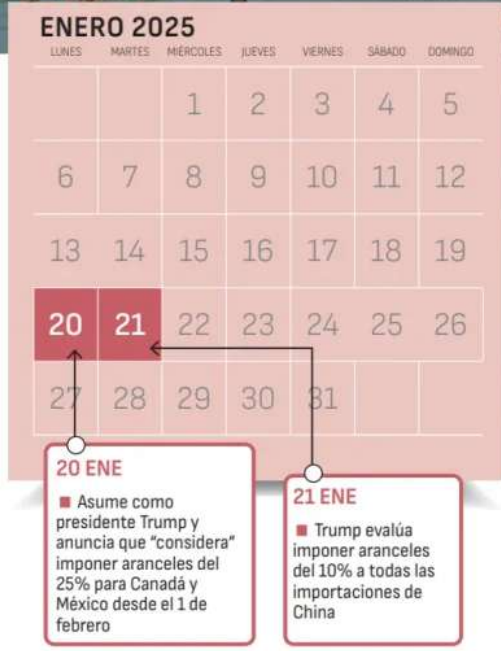 ENERO 2025
LUNES MARTES MIÉRCOLES JUEVES VIERNES SÁBADO DOMINGO
1 2 3 4 5
6 7 8 9 10 11 12
13 14 15 16 17 18 19
20 21 22 23 24 25 26
27 28 29 30 31
20 ENE
■ Asume como
presidente Trump y
anuncia que “considera”
imponer aranceles del
25% para Canadá y
México desde el 1 de
febrero
21 ENE
■ Trump evalúa
imponer aranceles
del 10% a todas las
importaciones de
China